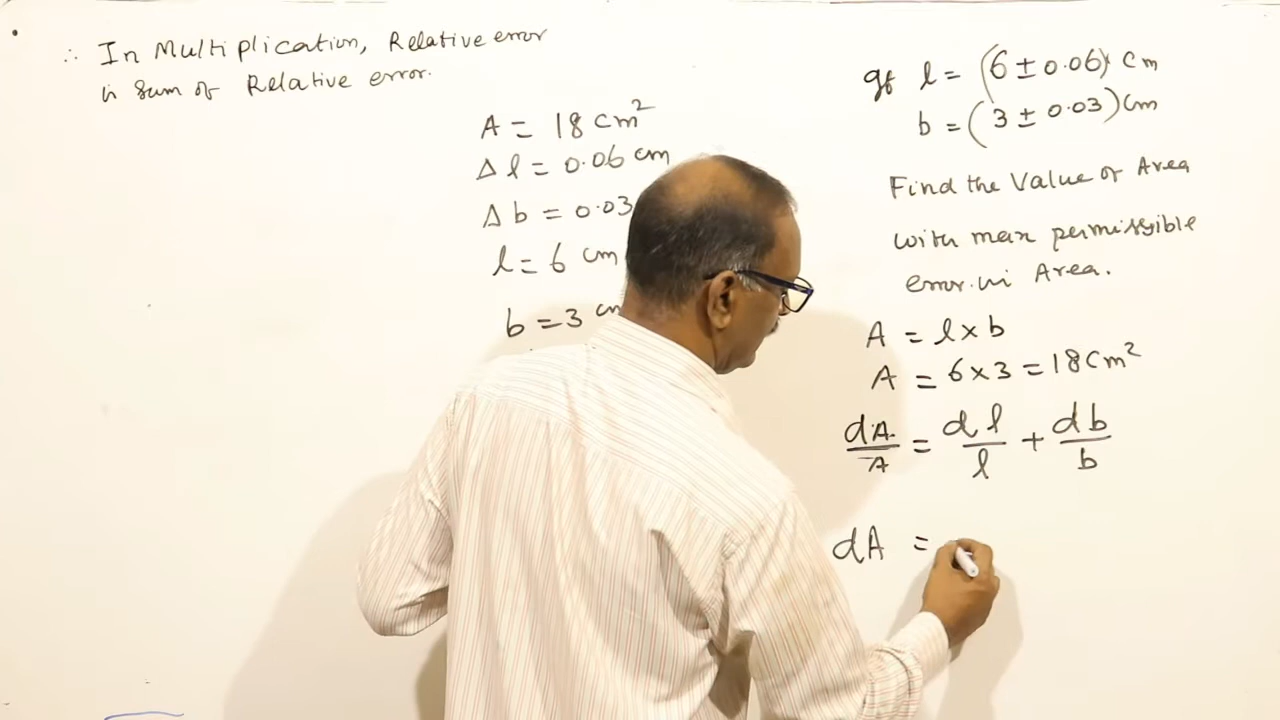 ∴ In Multiplication, Relative error
is Sum of Relative error.
A = 18 cm²
Δl = 0.06 cm
Δb = 0.03
l = 6 cm
b = 3 cm
If l = (6 ± 0.06) cm
b = (3 ± 0.03) cm
Find the Value of Area
with max permissible
error in Area.
A = l × b
A = 6 × 3 = 18 cm²
dA/A = dl/l + db/b
dA =